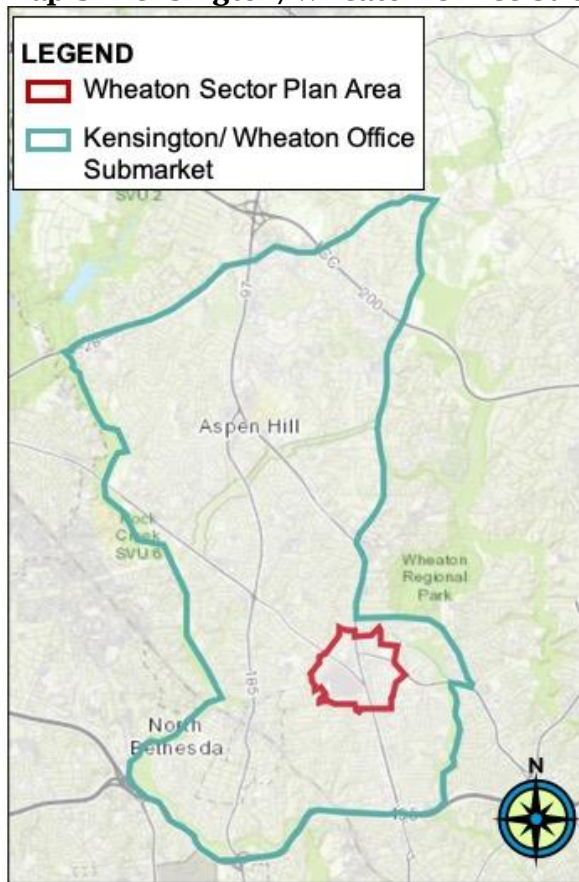 LEGEND
Wheaton Sector Plan Area
Kensington/ Wheaton Office
Submarket
SVU 2
97
ICC
200
28
Aspen Hill
Rock
Creek
SVU 6
Wheaton
Regional
Park
185
North
Bethesda
N